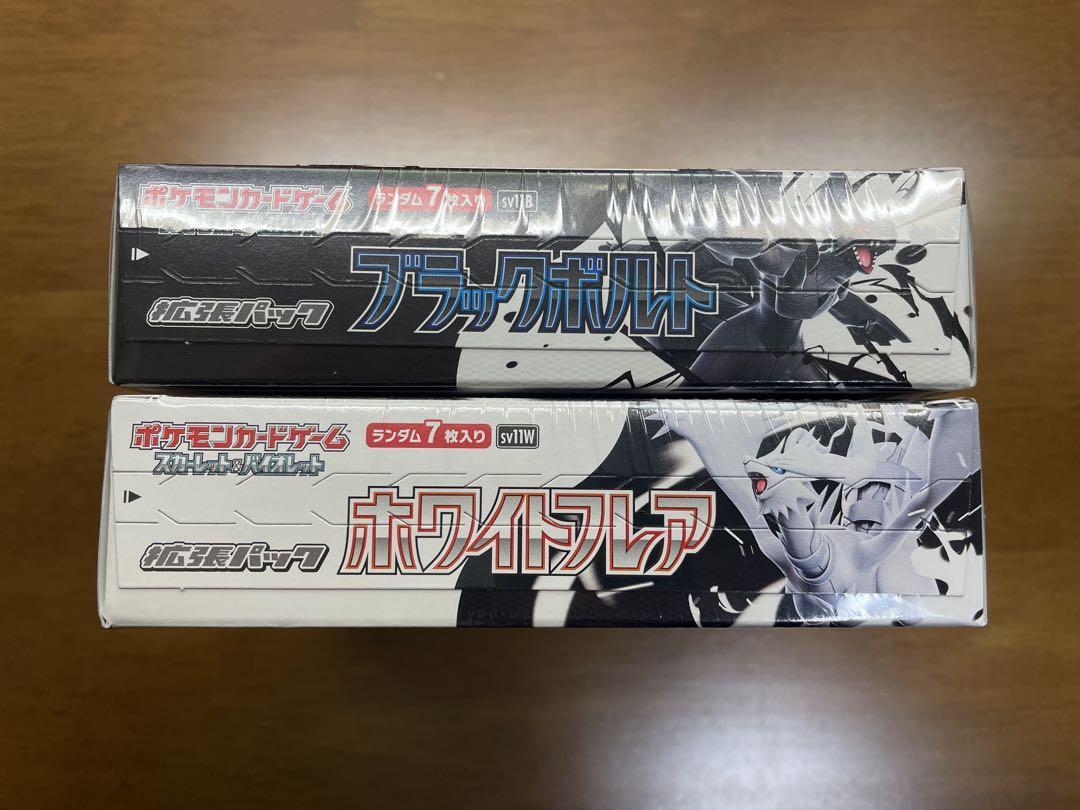 ポケモンカードゲーム
ランダム7枚入り sv11B
ブラックボルト
拡張パック
ポケモンカードゲーム
スカーレット&バイオレット
ランダム7枚入り sv11W
ホワイトフレア
拡張パック